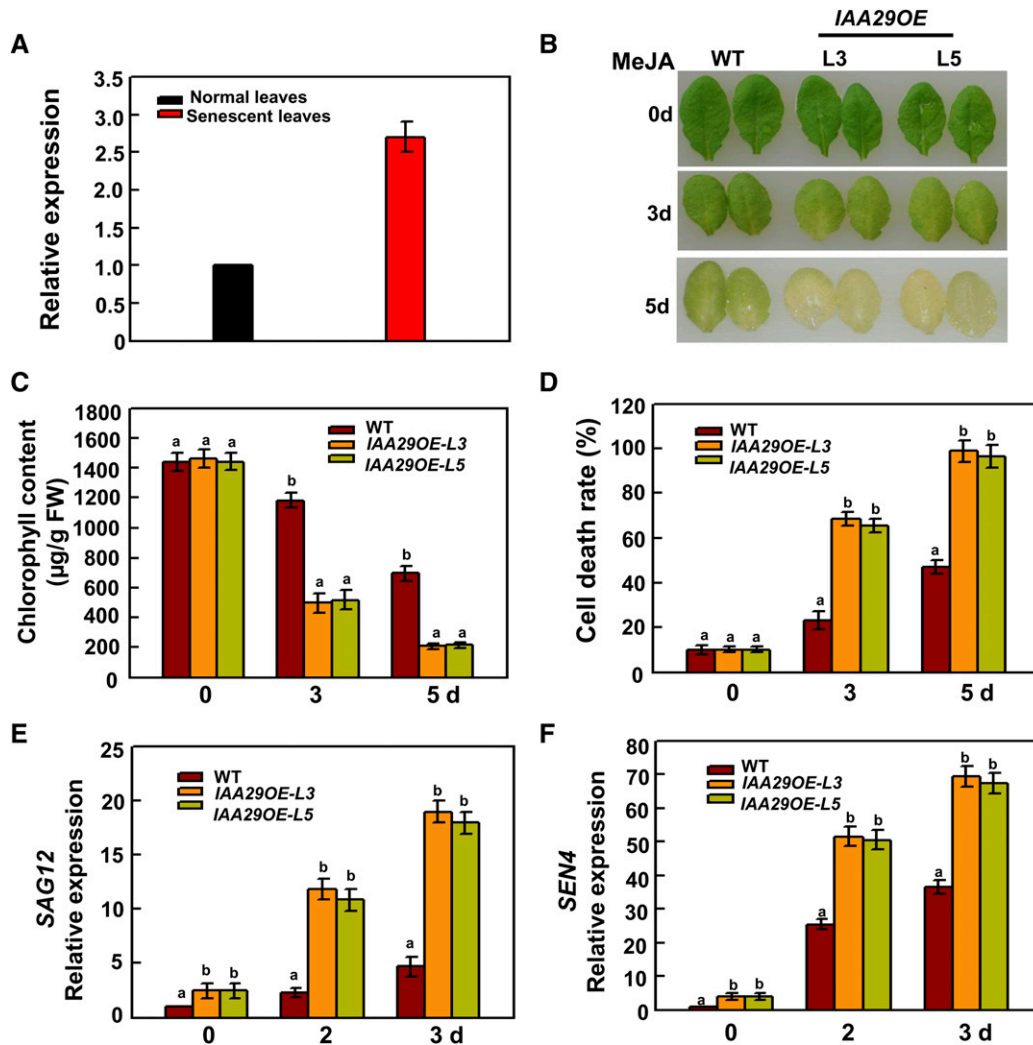 A
Relative expression
3.5
3.0
2.5
2.0
1.5
1.0
0.5
0
Normal leaves
Senescent leaves
B
IAA29OE
MeJA WT L3 L5
0d
3d
5d
C
Chlorophyll content
(µg/g FW)
1800
1600
1400
1200
1000
800
600
400
200
0
WT
IAA29OE-L3
IAA29OE-L5
a a a
b a a
b a a
0 3 5 d
D
Cell death rate (%)
120
100
80
60
40
20
0
WT
IAA29OE-L3
IAA29OE-L5
a a a
a b b
a b b
0 3 5 d
E
SAG12
Relative expression
25
20
15
10
5
0
WT
IAA29OE-L3
IAA29OE-L5
a b b
a b b
a b b
0 2 3 d
F
SEN4
Relative expression
80
70
60
50
40
30
20
10
0
WT
IAA29OE-L3
IAA29OE-L5
a b b
a b b
a b b
0 2 3 d